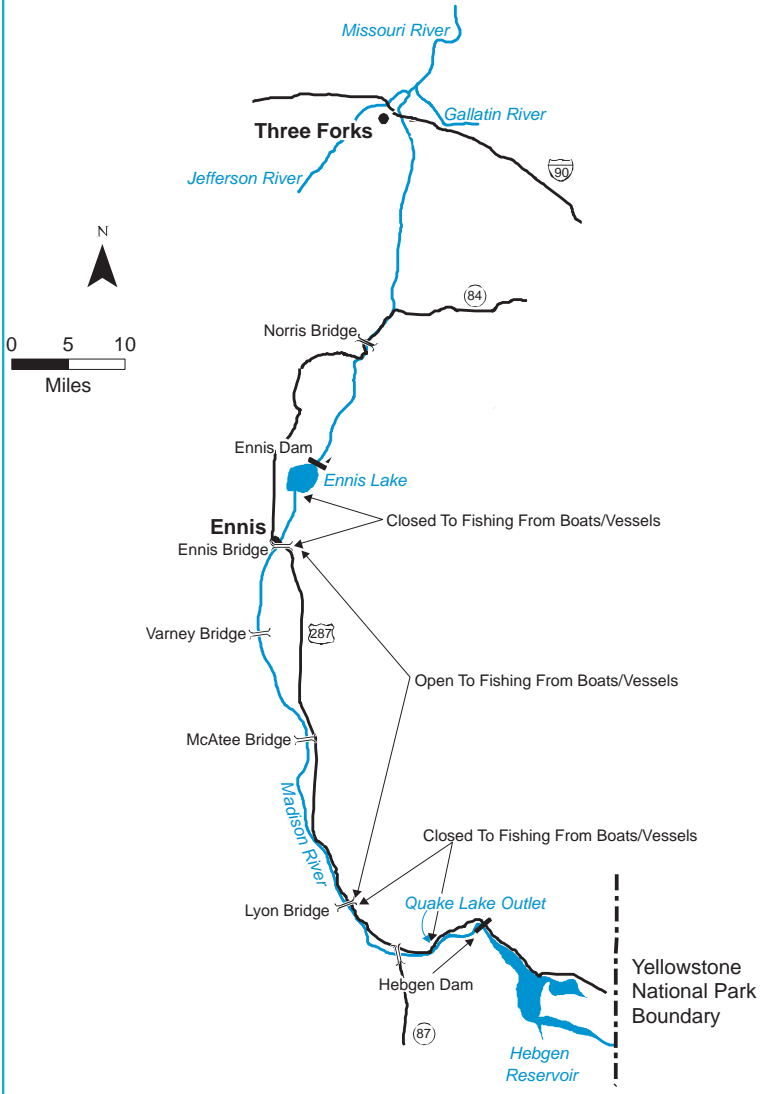 Missouri River
Gallatin River
Three Forks
90
Jefferson River
N
84
Norris Bridge
0 5 10
Miles
Ennis Dam
Ennis Lake
Closed To Fishing From Boats/Vessels
Ennis
Ennis Bridge
Varney Bridge
287
Open To Fishing From Boats/Vessels
McAtee Bridge
Madison River
Closed To Fishing From Boats/Vessels
Quake Lake Outlet
Lyon Bridge
Yellowstone
National Park
Boundary
Hebgen Dam
87
Hebgen
Reservoir